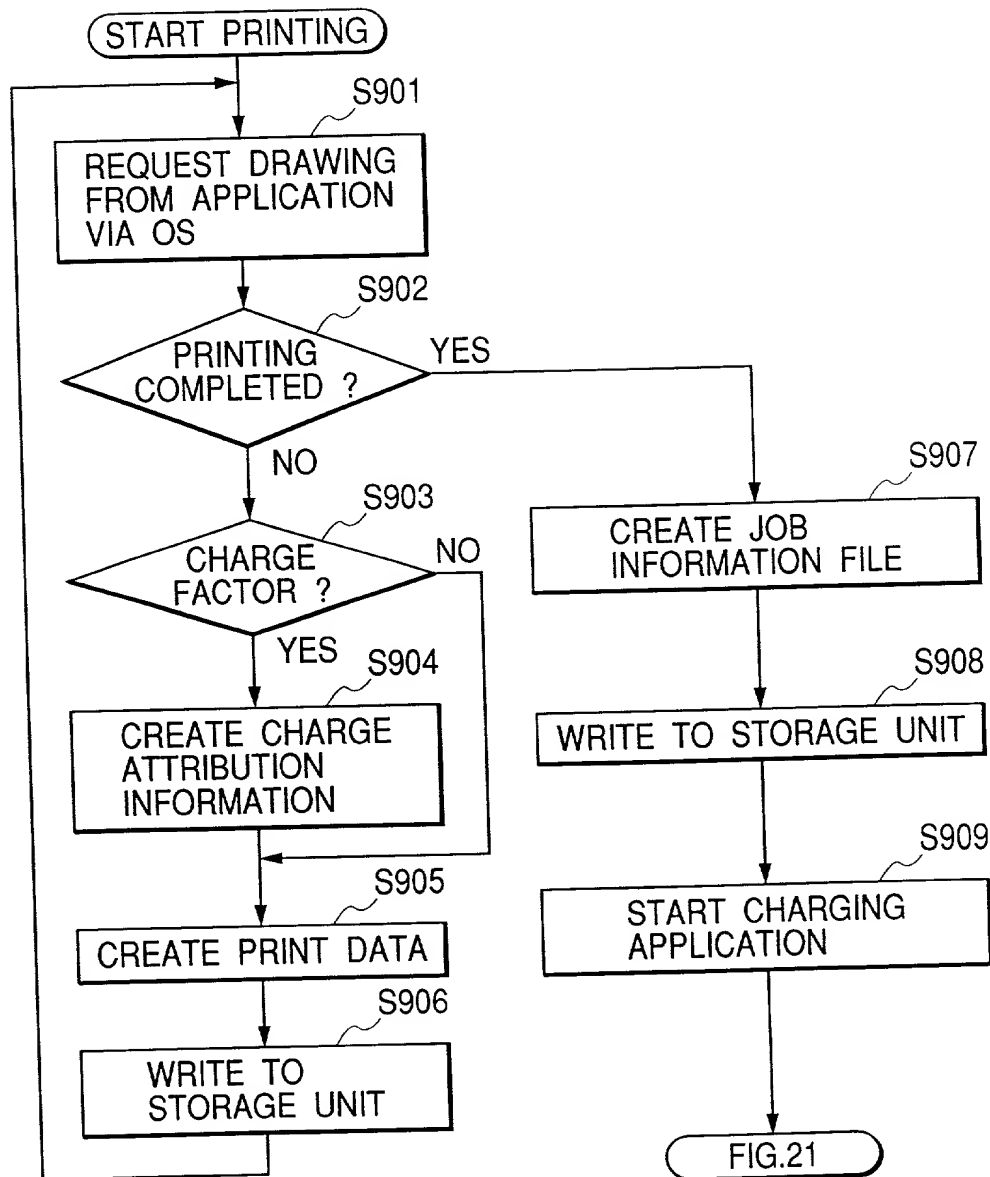 START PRINTING
S901
REQUEST DRAWING
FROM APPLICATION
VIA OS
S902
PRINTING
COMPLETED ?
YES
NO
S903
CHARGE
FACTOR ?
NO
YES
S904
CREATE CHARGE
ATTRIBUTION
INFORMATION
S905
CREATE PRINT DATA
S906
WRITE TO
STORAGE UNIT
S907
CREATE JOB
INFORMATION FILE
S908
WRITE TO STORAGE UNIT
S909
START CHARGING
APPLICATION
FIG.21